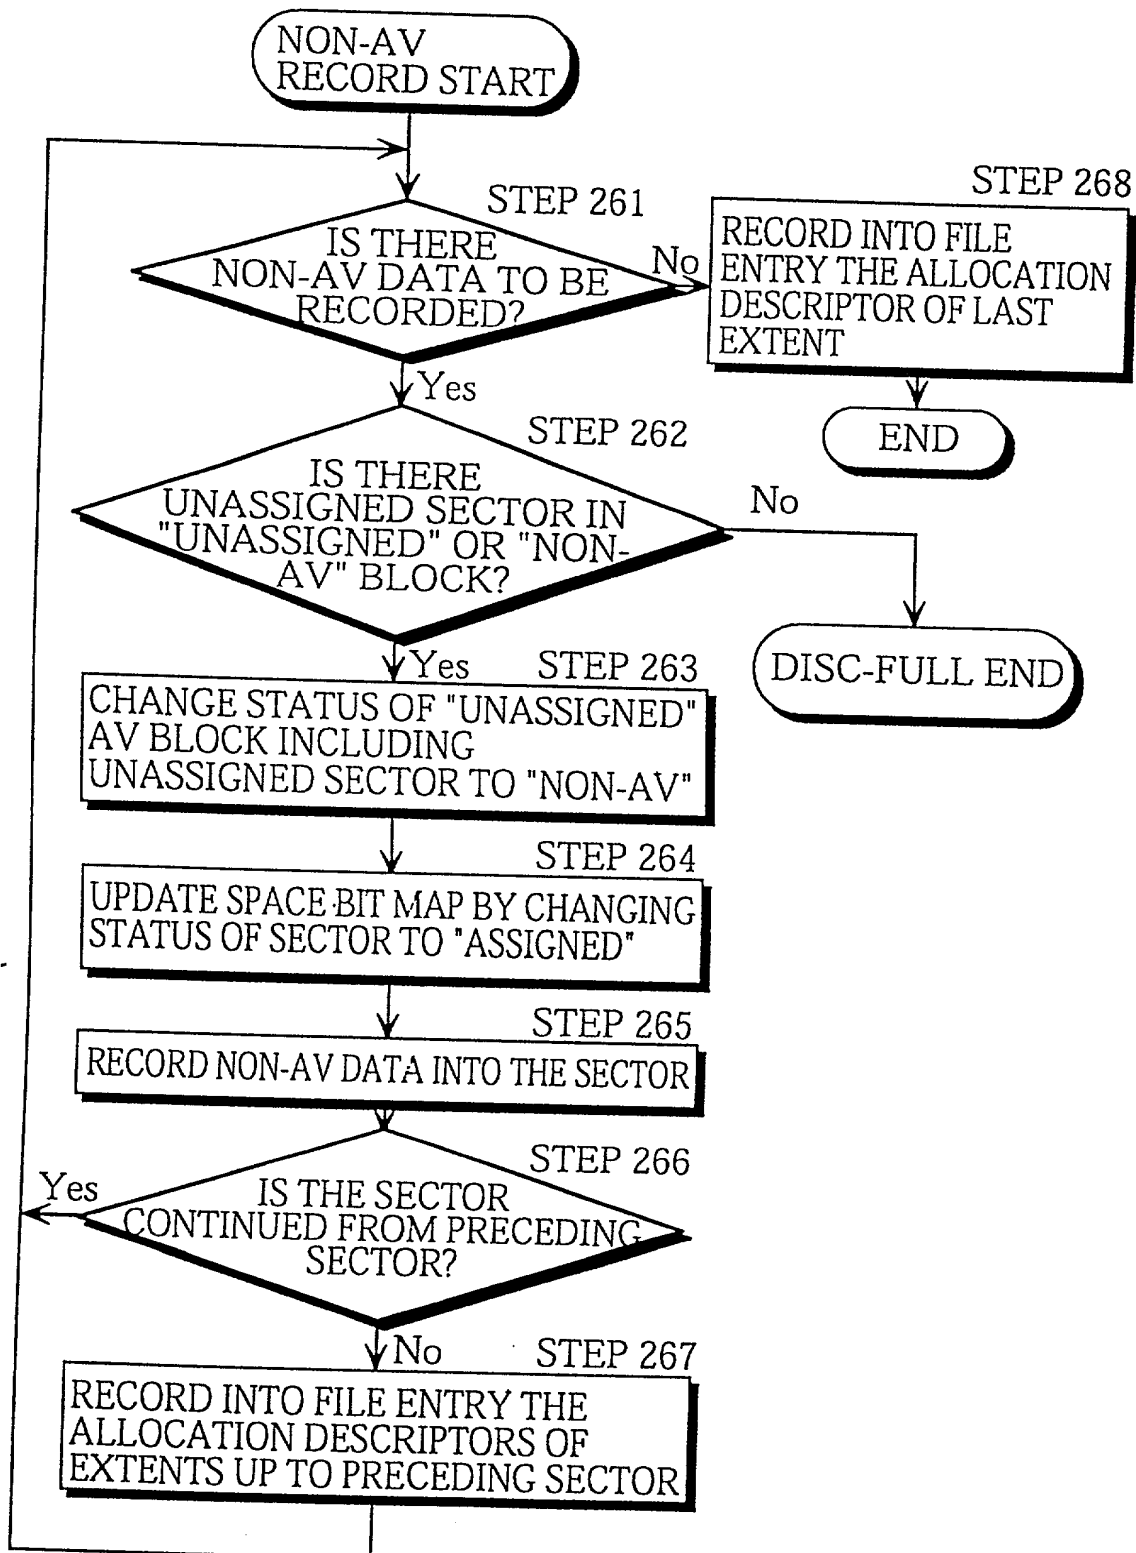 NON-AV
RECORD START
STEP 261
IS THERE
NON-AV DATA TO BE
RECORDED?
No
STEP 268
RECORD INTO FILE
ENTRY THE ALLOCATION
DESCRIPTOR OF LAST
EXTENT
END
Yes
STEP 262
IS THERE
UNASSIGNED SECTOR IN
"UNASSIGNED" OR "NON-
AV" BLOCK?
No
DISC-FULL END
Yes
STEP 263
CHANGE STATUS OF "UNASSIGNED"
AV BLOCK INCLUDING
UNASSIGNED SECTOR TO "NON-AV"
STEP 264
UPDATE SPACE BIT MAP BY CHANGING
STATUS OF SECTOR TO "ASSIGNED"
STEP 265
RECORD NON-AV DATA INTO THE SECTOR
STEP 266
Yes
IS THE SECTOR
CONTINUED FROM PRECEDING
SECTOR?
No
STEP 267
RECORD INTO FILE ENTRY THE
ALLOCATION DESCRIPTORS OF
EXTENTS UP TO PRECEDING SECTOR